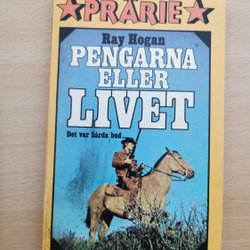 PRÄRIE
Ray Hogan
PENGARNA
ELLER
LIVET
Det var hårda bud...